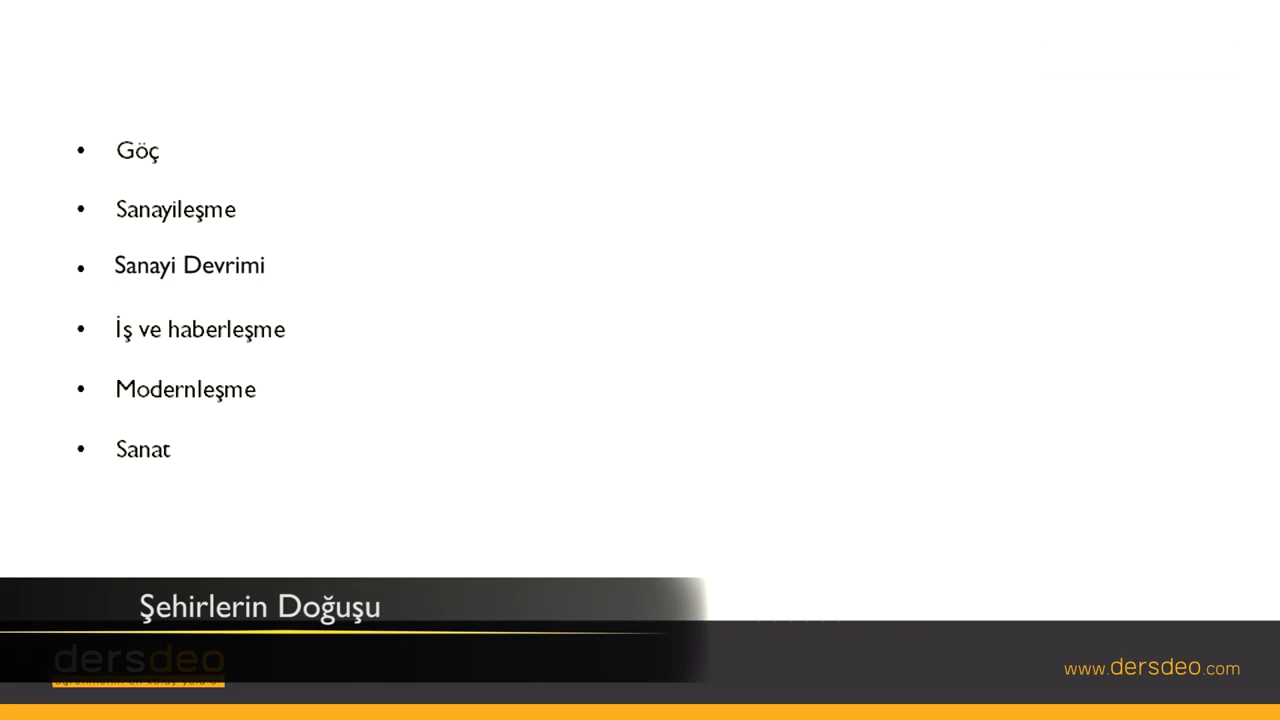 • Göç
• Sanayileşme
• Sanayi Devrimi
• İş ve haberleşme
• Modernleşme
• Sanat
Şehirlerin Doğuşu
dersdeo
www.dersdeo.com